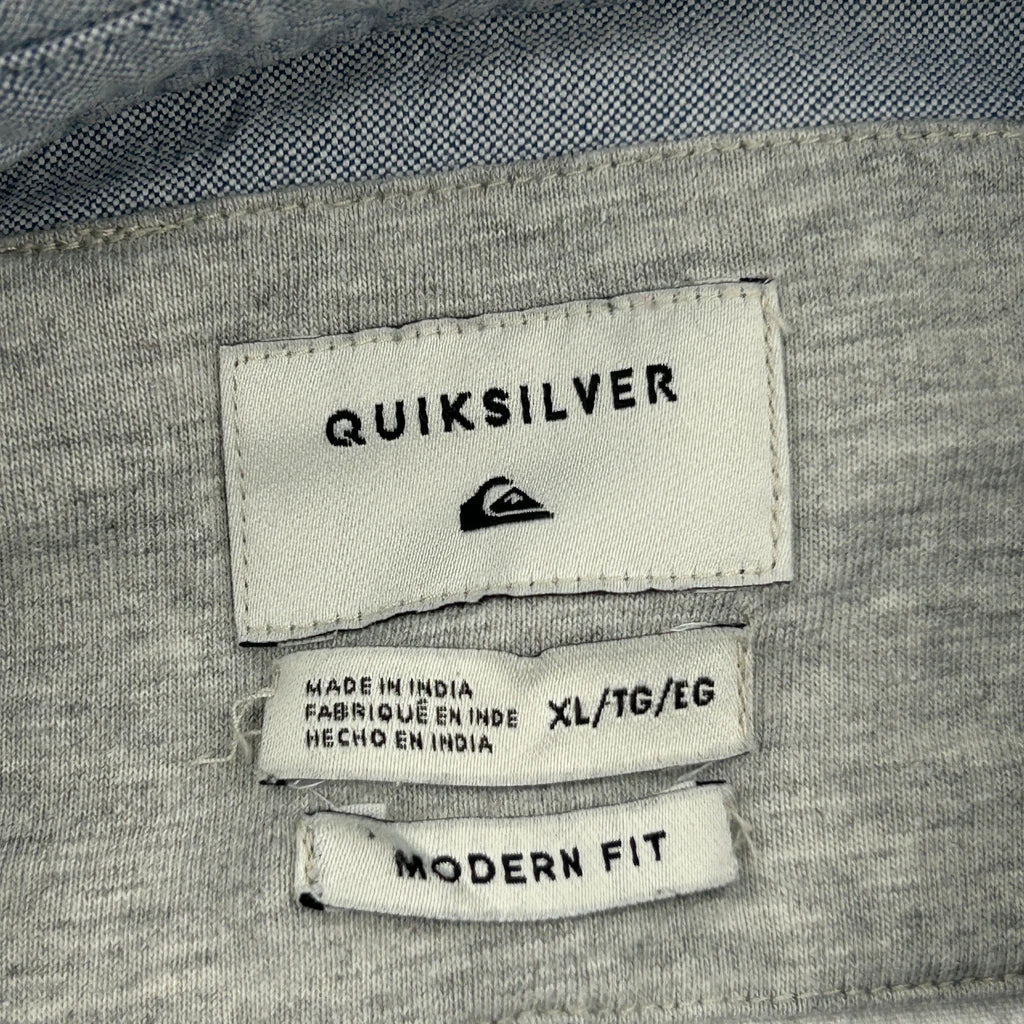 QUIKSILVER
MADE IN INDIA
FABRIQUÉ EN INDE
HECHO EN INDIA
XL/TG/EG
MODERN FIT